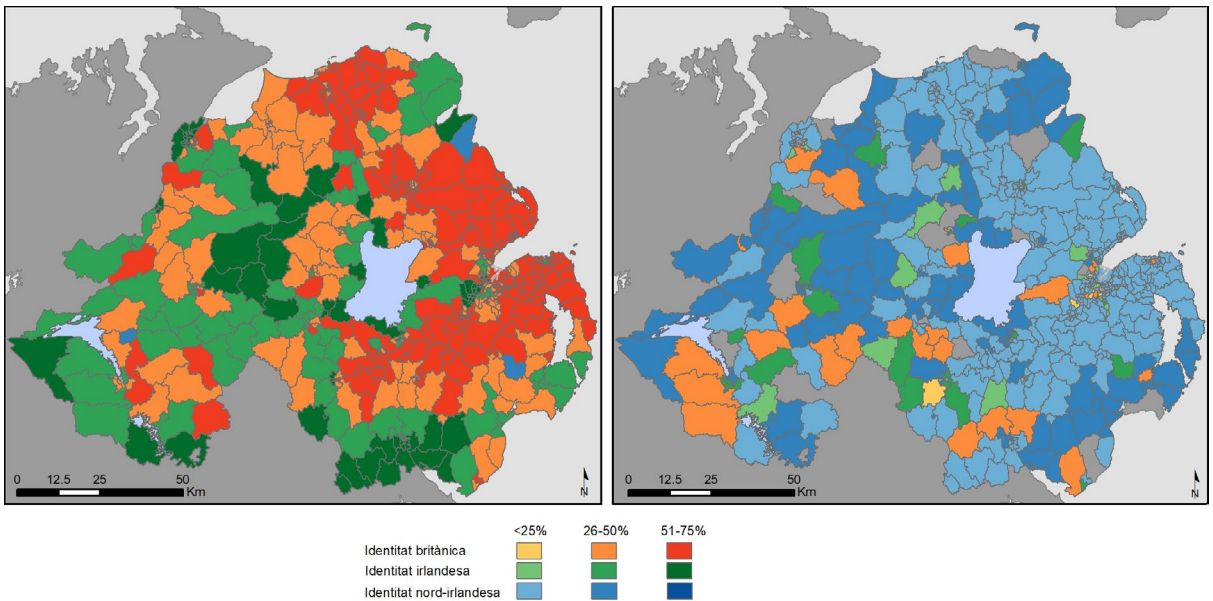 0 12.5 25 50
Km
N
0 12.5 25 50
Km
N
<25% 26-50% 51-75%
Identitat britànica
Identitat irlandesa
Identitat nord-irlandesa